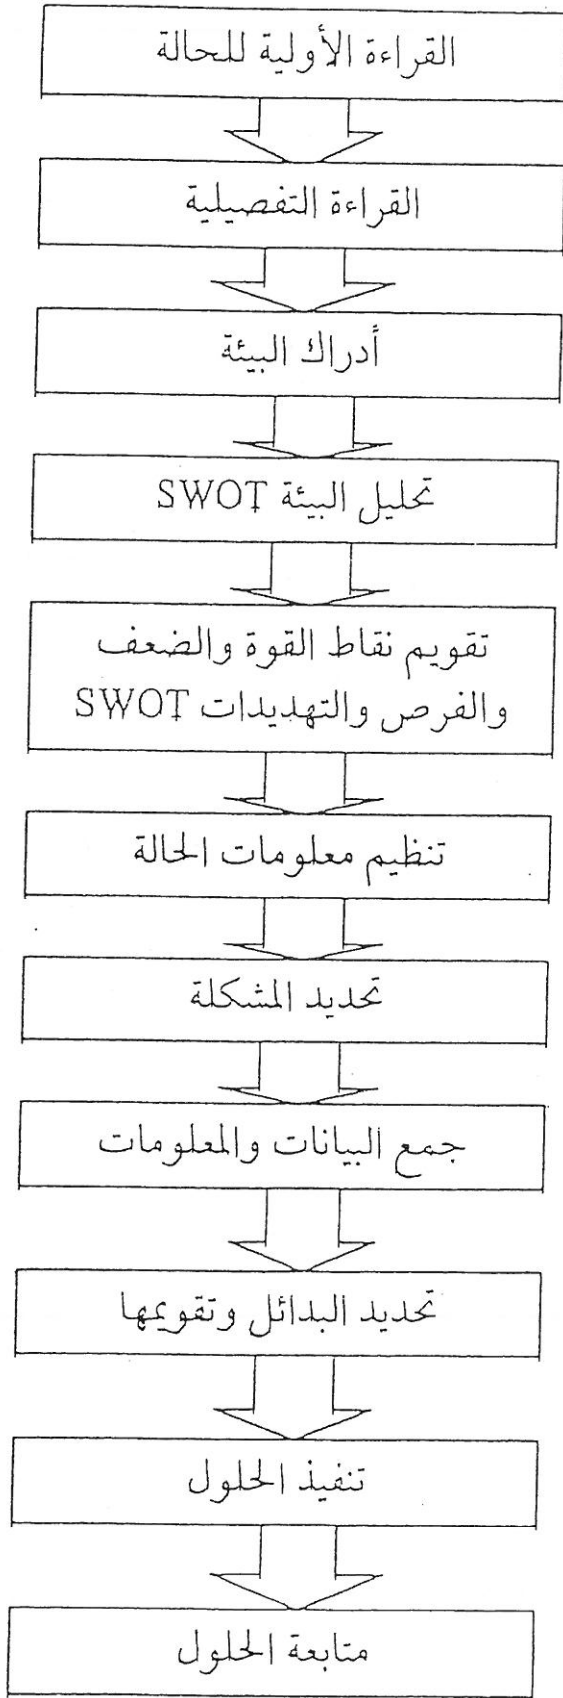 القراءة الأولية للحالة
القراءة التفصيلية
أدراك البيئة
تحليل البيئة SWOT
تقويم نقاط القوة والضعف
والفرص والتهديدات SWOT
تنظيم معلومات الحالة
تحديد المشكلة
جمع البيانات والمعلومات
تحديد البدائل وتقويمها
تنفيذ الحلول
متابعة الحلول